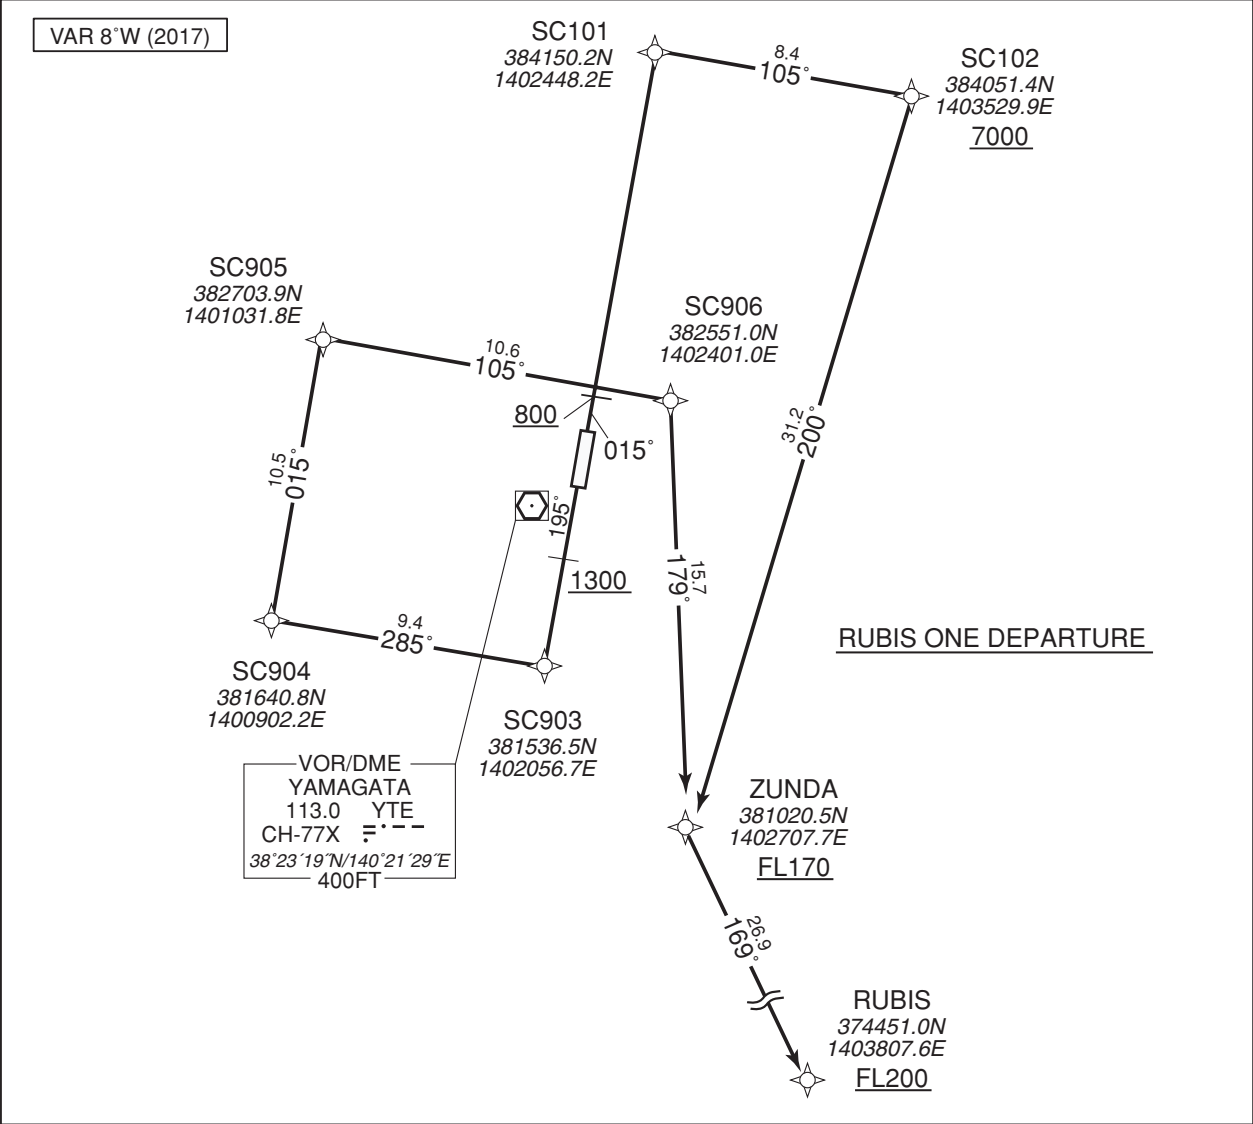 VAR 8˚W (2017)
SC101
384150.2N
1402448.2E
8.4
105˚
SC102
384051.4N
1403529.9E
7000
SC905
382703.9N
1401031.8E
10.6
105˚
SC906
382551.0N
1402401.0E
800
015˚
31.2
200˚
10.5
015˚
195˚
1300
15.7
179˚
9.4
285˚
RUBIS ONE DEPARTURE
SC904
381640.8N
1400902.2E
SC903
381536.5N
1402056.7E
VOR/DME
YAMAGATA
113.0 YTE
CH-77X
38˚23´19˝N/140˚21´29˝E
400FT
ZUNDA
381020.5N
1402707.7E
FL170
26.9
169˚
RUBIS
374451.0N
1403807.6E
FL200